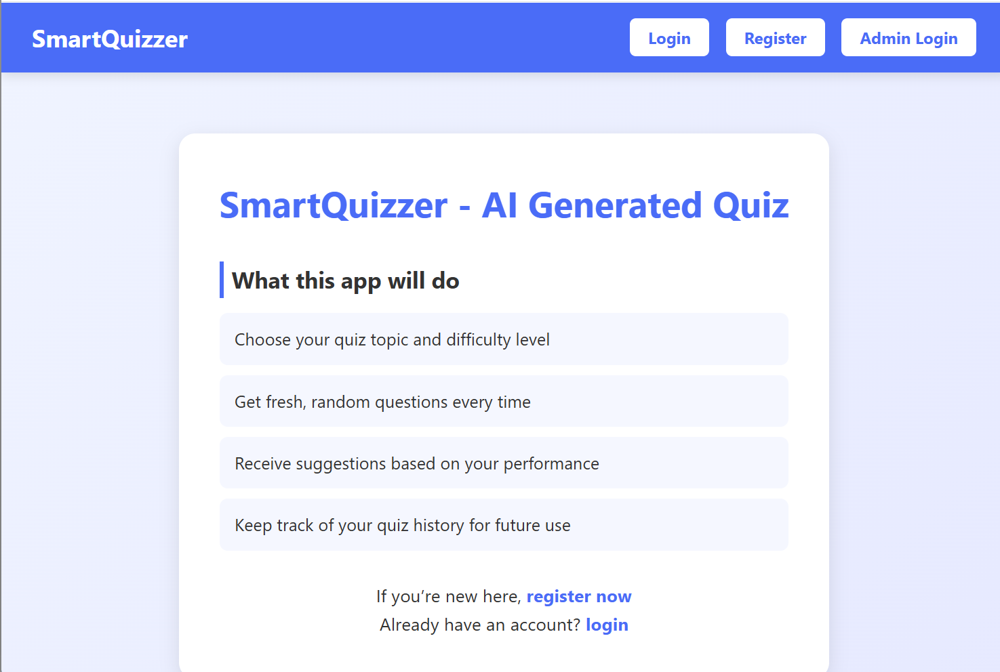 SmartQuizzer
Login
Register
Admin Login
SmartQuizzer - AI Generated Quiz
What this app will do
Choose your quiz topic and difficulty level
Get fresh, random questions every time
Receive suggestions based on your performance
Keep track of your quiz history for future use
If you’re new here, register now
Already have an account? login